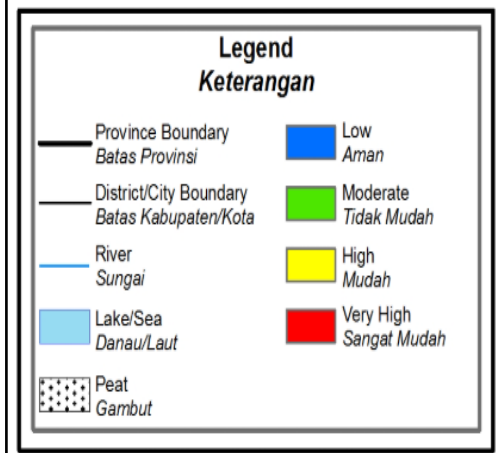 Legend
Keterangan
Province Boundary
Batas Provinsi
District/City Boundary
Batas Kabupaten/Kota
River
Sungai
Lake/Sea
Danau/Laut
Peat
Gambut
Low
Aman
Moderate
Tidak Mudah
High
Mudah
Very High
Sangat Mudah